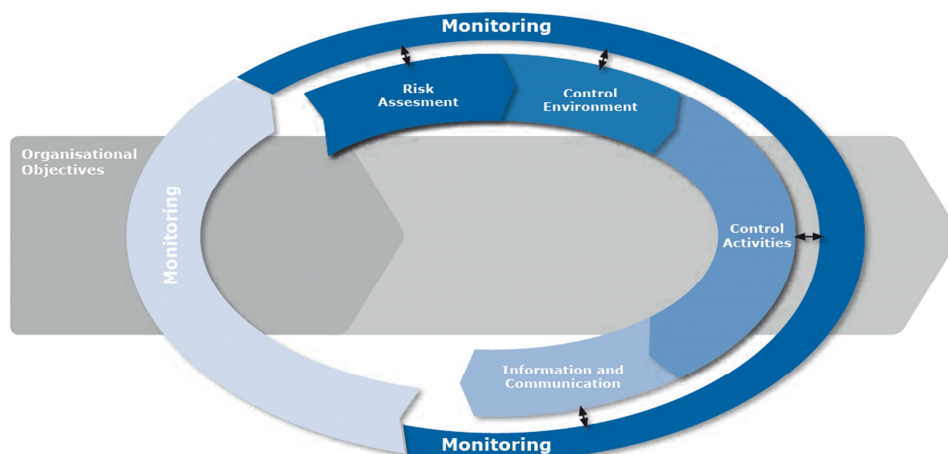 Monitoring
Risk
Assesment
Control
Environment
Organisational
Objectives
Monitoring
Control
Activities
Information and
Communication
Monitoring